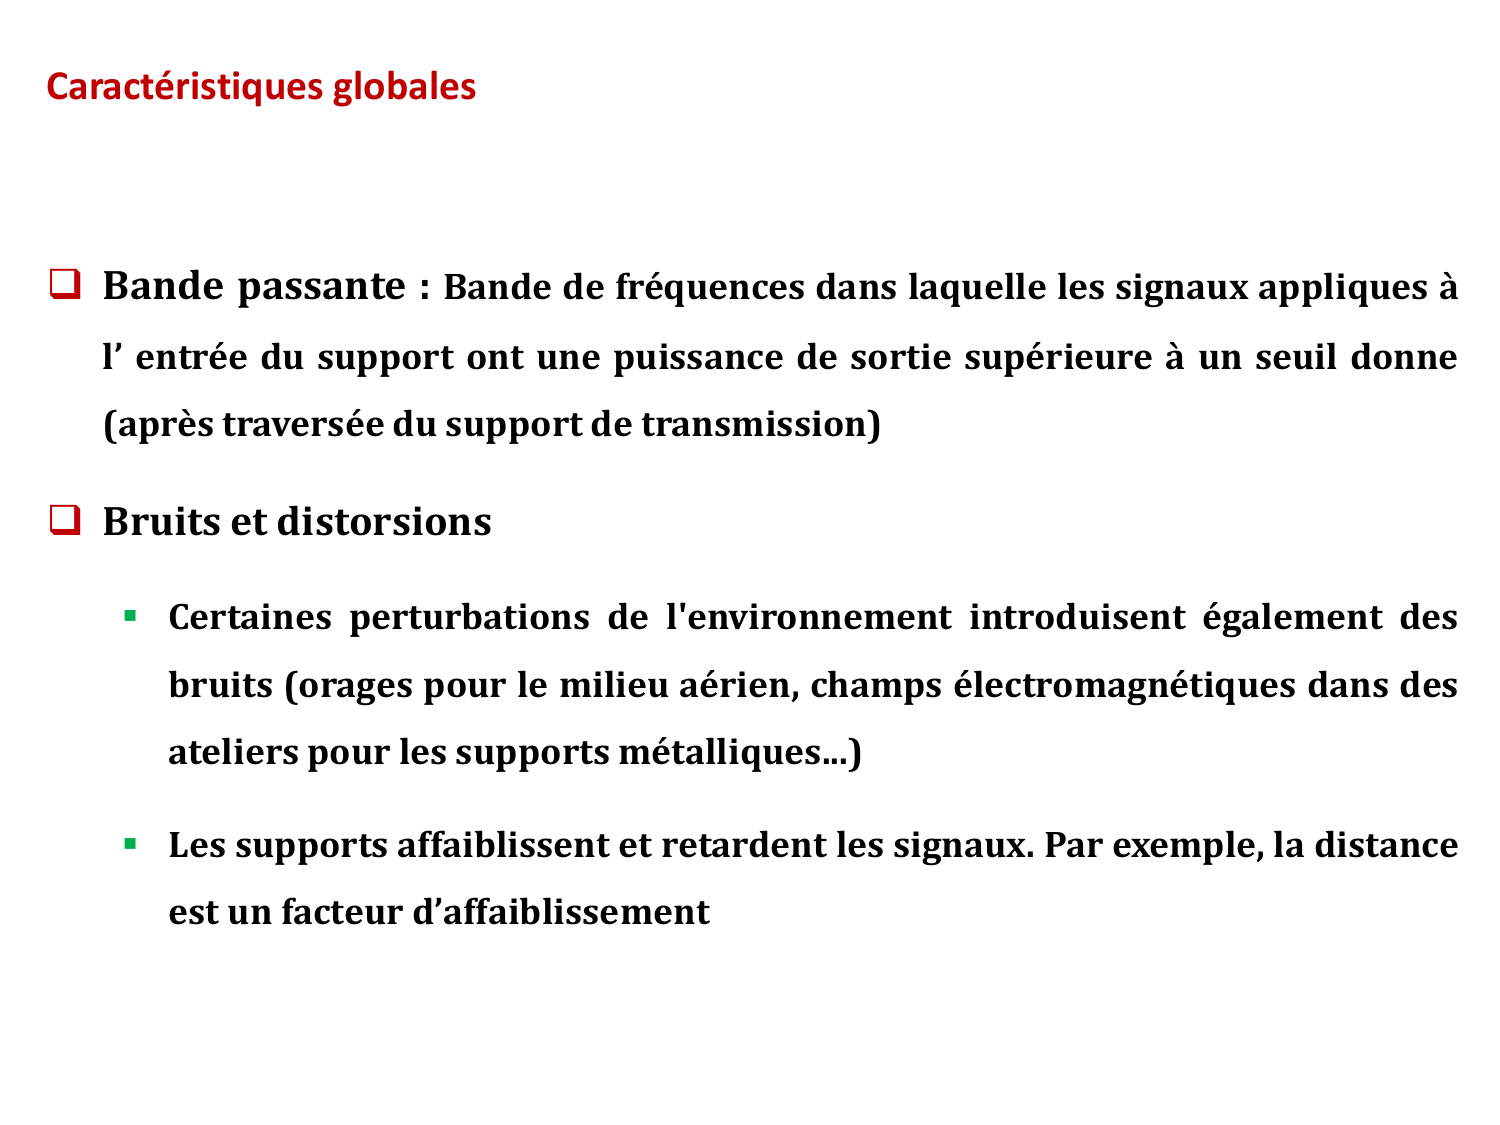 Caractéristiques globales
Bande passante : Bande de fréquences dans laquelle les signaux appliques à
l’ entrée du support ont une puissance de sortie supérieure à un seuil donne
(après traversée du support de transmission)
Bruits et distorsions
Certaines perturbations de l'environnement introduisent également des
bruits (orages pour le milieu aérien, champs électromagnétiques dans des
ateliers pour les supports métalliques...)
Les supports affaiblissent et retardent les signaux. Par exemple, la distance
est un facteur d’affaiblissement